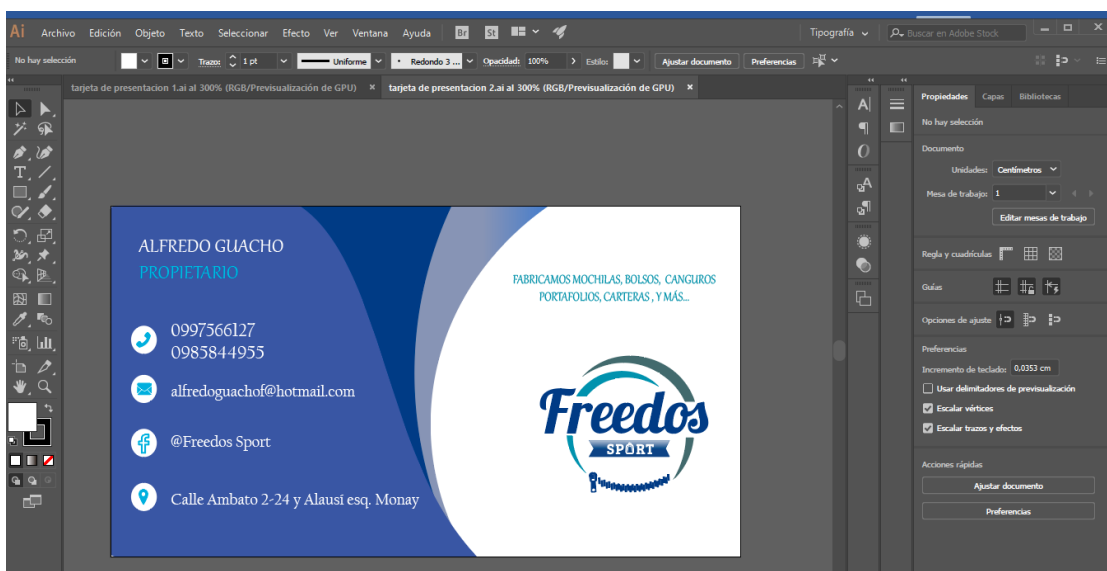 Ai Archivo Edición Objeto Texto Seleccionar Efecto Ver Ventana Ayuda Br St Tipografía Buscar en Adobe Stock
No hay selección Trazo: 1 pt Uniforme Redondo 3 ... Opacidad: 100% Estilo: Ajustar documento Preferencias
tarjeta de presentacion 1.ai al 300% (RGB/Previsualización de GPU) × tarjeta de presentacion 2.ai al 300% (RGB/Previsualización de GPU) ×
ALFREDO GUACHO
PROPIETARIO
0997566127
0985844955
alfredoguachof@hotmail.com
@Freedos Sport
Calle Ambato 2-24 y Alausí esq. Monay
FABRICAMOS MOCHILAS, BOLSOS, CANGUROS
PORTAFOLIOS, CARTERAS , Y MÁS...
Freedos
SPORT
Propiedades Capas Bibliotecas
No hay selección
Documento
Unidades: Centímetros
Mesa de trabajo: 1
Editar mesas de trabajo
Regla y cuadrículas
Guías
Opciones de ajuste
Preferencias
Incremento de teclado: 0,0353 cm
Usar delimitadores de previsualización
Escalar vértices
Escalar trazos y efectos
Acciones rápidas
Ajustar documento
Preferencias